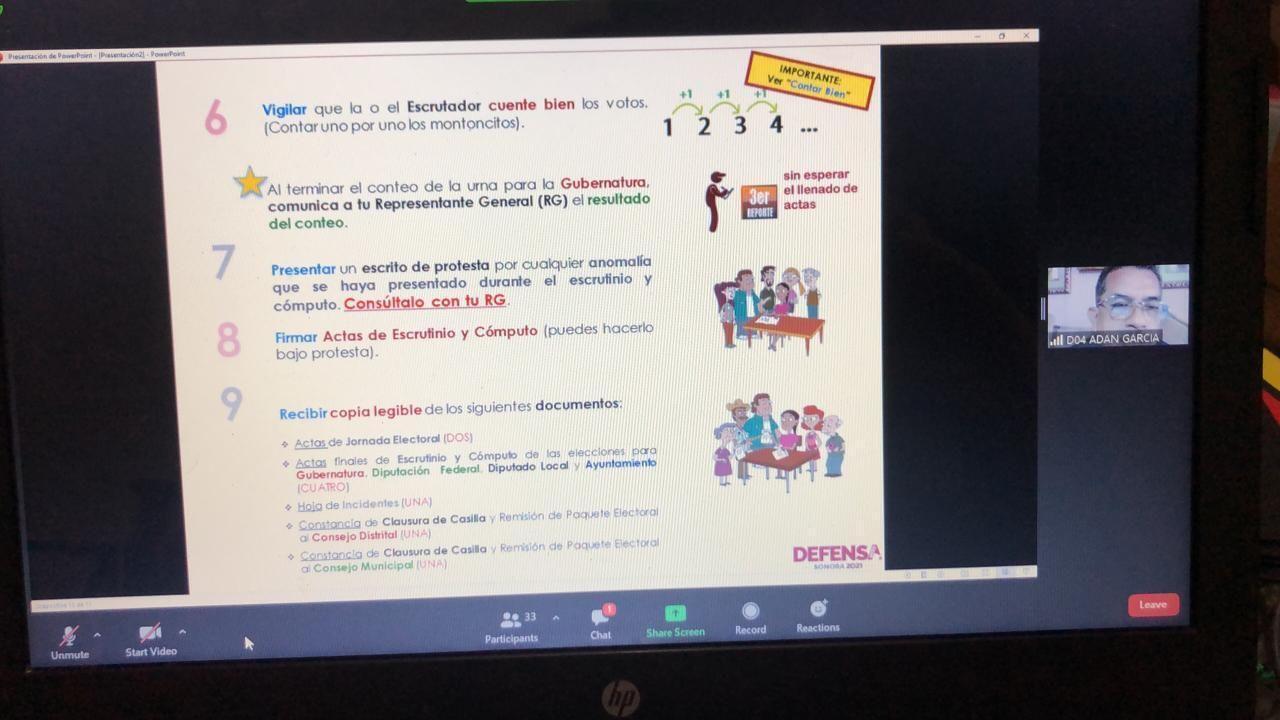 Presentación de PowerPoint - [Presentación2] - PowerPoint
IMPORTANTE:
Ver "Contar Bien"
6
Vigilar que la o el Escrutador cuente bien los votos.
(Contar uno por uno los montoncitos).
+1 +1 +1
1 2 3 4 ...
Al terminar el conteo de la urna para la Gubernatura,
comunica a tu Representante General (RG) el resultado
del conteo.
3er
REPORTE
sin esperar
el llenado de
actas
7
Presentar un escrito de protesta por cualquier anomalía
que se haya presentado durante el escrutinio y
cómputo. Consúltalo con tu RG.
8
Firmar Actas de Escrutinio y Cómputo (puedes hacerlo
bajo protesta).
9
Recibir copia legible de los siguientes documentos:
Actas de Jornada Electoral (DOS)
Actas finales de Escrutinio y Cómputo de las elecciones para
Gubernatura, Diputación Federal, Diputado Local y Ayuntamiento
(CUATRO)
Hoja de Incidentes (UNA)
Constancia de Clausura de Casilla y Remisión de Paquete Electoral
al Consejo Distrital (UNA)
Constancia de Clausura de Casilla y Remisión de Paquete Electoral
al Consejo Municipal (UNA)
DEFENSA
SONORA 2021
D04 ADAN GARCIA
Unmute
Start Video
33
Participants
1
Chat
Share Screen
Record
Reactions
Leave
hp